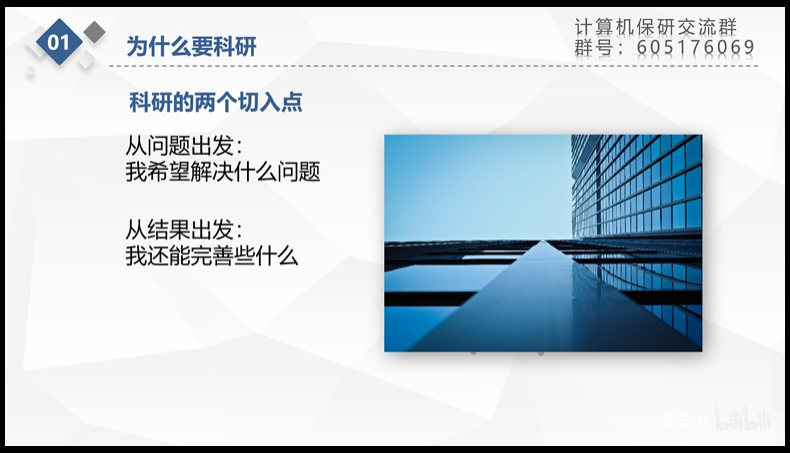 01
为什么要科研
计算机保研交流群
群号：605176069
科研的两个切入点
从问题出发：
我希望解决什么问题
从结果出发：
我还能完善些什么
bilibili